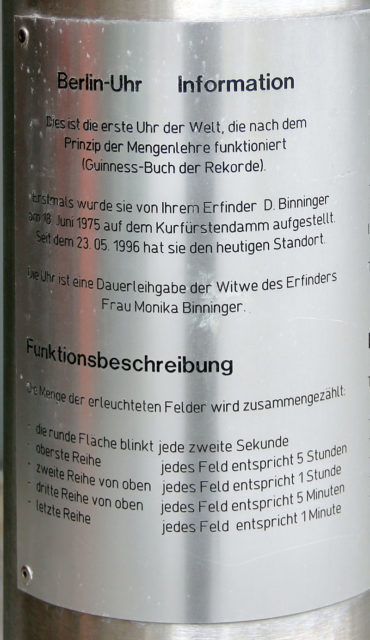 Berlin-Uhr Information
Dies ist die erste Uhr der Welt, die nach dem
Prinzip der Mengenlehre funktioniert
(Guinness-Buch der Rekorde).
Erstmals wurde sie von Ihrem Erfinder D. Binninger
am 18. Juni 1975 auf dem Kurfürstendamm aufgestellt.
Seit dem 23. 05. 1996 hat sie den heutigen Standort.
Die Uhr ist eine Dauerleihgabe der Witwe des Erfinders
Frau Monika Binninger.
Funktionsbeschreibung
Die Menge der erleuchteten Felder wird zusammengezählt:
- die runde Fläche blinkt jede zweite Sekunde
- oberste Reihe jedes Feld entspricht 5 Stunden
- zweite Reihe von oben jedes Feld entspricht 1 Stunde
- dritte Reihe von oben jedes Feld entspricht 5 Minuten
- letzte Reihe jedes Feld entspricht 1 Minute